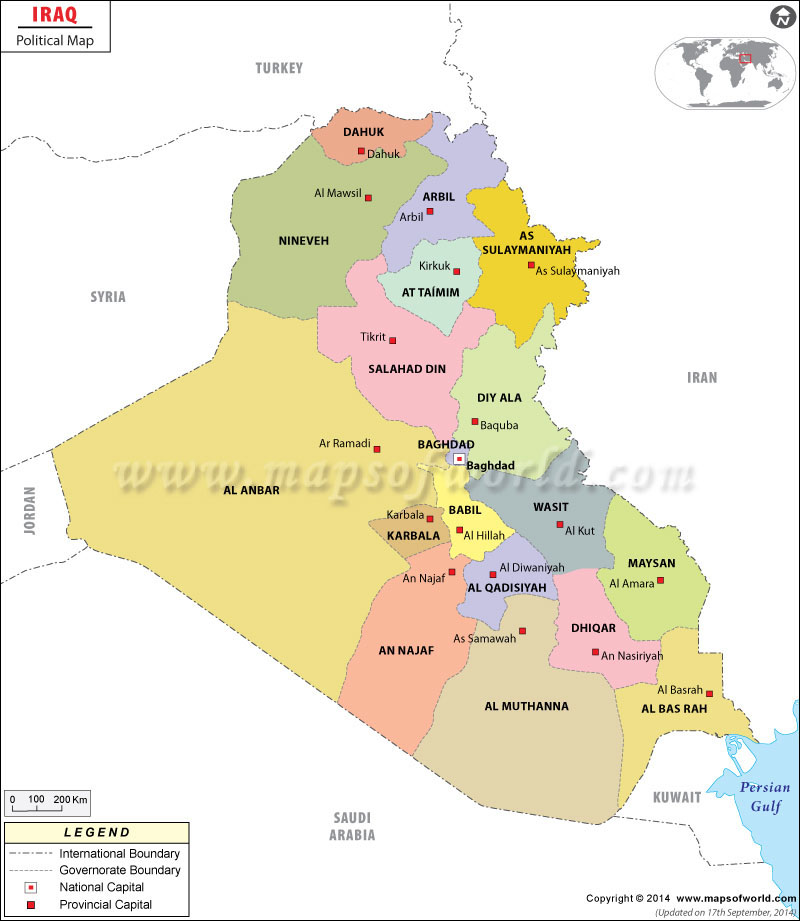 IRAQ
Political Map
N
TURKEY
DAHUK
Dahuk
Al Mawsil
ARBIL
Arbil
NINEVEH
AS
SULAYMANIYAH
As Sulaymaniyah
Kirkuk
AT TAÍMIM
SYRIA
Tikrit
SALAHAD DIN
IRAN
DIY ALA
Baquba
Ar Ramadi
BAGHDAD
Baghdad
www.mapsofworld.com
AL ANBAR
JORDAN
BABIL
WASIT
Karbala
KARBALA
Al Hillah
Al Kut
MAYSAN
An Najaf
Al Diwaniyah
Al Amara
AL QADISIYAH
As Samawah
DHIQAR
AN NAJAF
An Nasiriyah
Al Basrah
AL MUTHANNA
AL BAS RAH
Persian
Gulf
KUWAIT
SAUDI
ARABIA
0 100 200 Km
LEGEND
International Boundary
Governorate Boundary
National Capital
Provincial Capital
Copyright © 2014 www.mapsofworld.com
(Updated on 17th September, 2014)